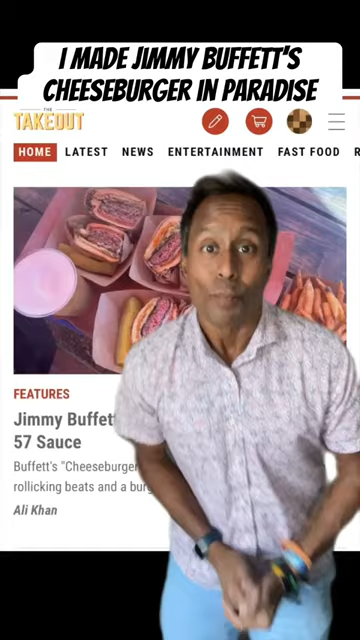 I MADE JIMMY BUFFETT'S
CHEESEBURGER IN PARADISE
THE
TAKEOUT
HOME LATEST NEWS ENTERTAINMENT FAST FOOD
FEATURES
Jimmy Buffet
57 Sauce
Buffett's "Cheeseburger
rollicking beats and a
Ali Khan